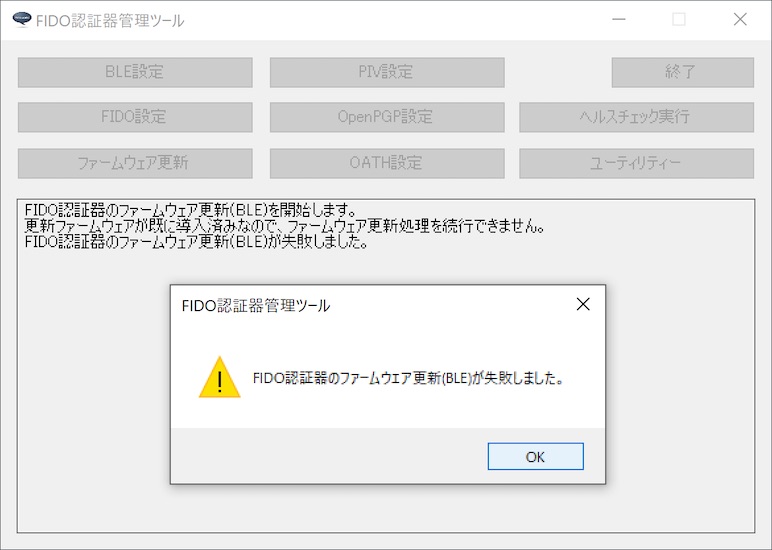 FIDO認証器管理ツール
BLE設定
PIV設定
終了
FIDO設定
OpenPGP設定
ヘルスチェック実行
ファームウェア更新
OATH設定
ユーティリティー
FIDO認証器のファームウェア更新(BLE)を開始します。
更新ファームウェアが既に導入済みなので、ファームウェア更新処理を続行できません。
FIDO認証器のファームウェア更新(BLE)が失敗しました。
FIDO認証器管理ツール
FIDO認証器のファームウェア更新(BLE)が失敗しました。
OK